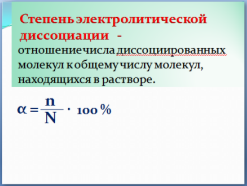 Степень электролитической
диссоциации -
отношение числа диссоциированных
молекул к общему числу молекул,
находящихся в растворе.
α = n/N · 100 %